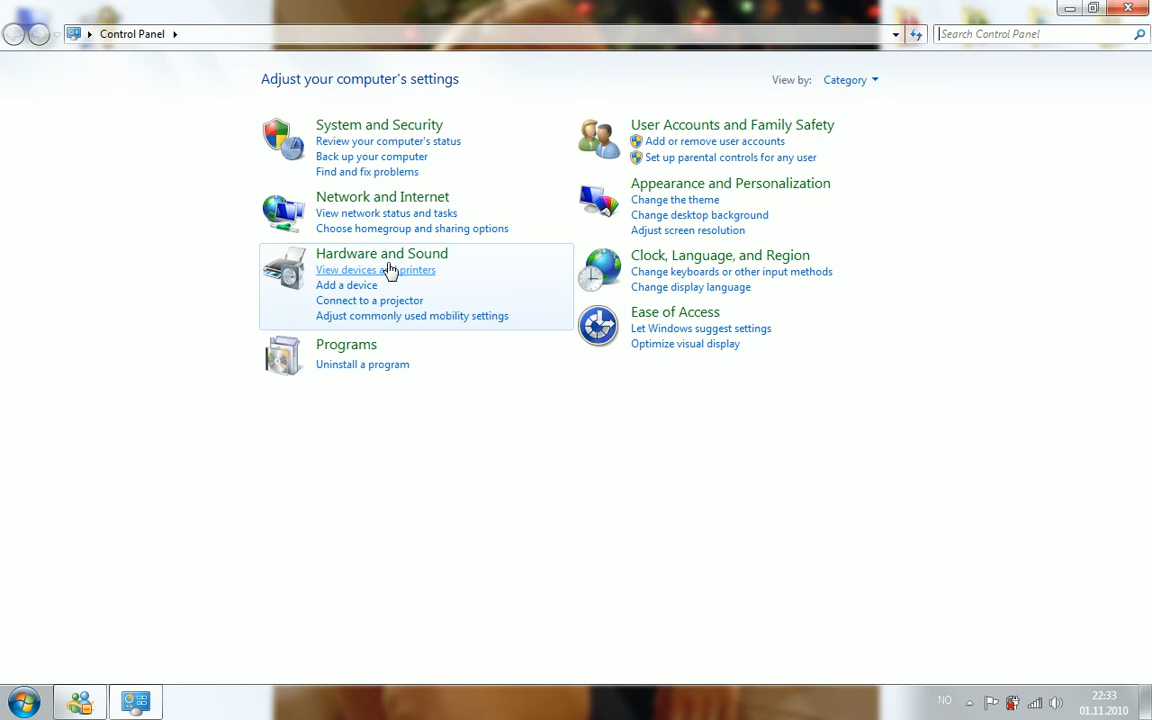 Control Panel
Search Control Panel
Adjust your computer's settings
View by: Category
System and Security
Review your computer's status
Back up your computer
Find and fix problems
Network and Internet
View network status and tasks
Choose homegroup and sharing options
Hardware and Sound
View devices and printers
Add a device
Connect to a projector
Adjust commonly used mobility settings
Programs
Uninstall a program
User Accounts and Family Safety
Add or remove user accounts
Set up parental controls for any user
Appearance and Personalization
Change the theme
Change desktop background
Adjust screen resolution
Clock, Language, and Region
Change keyboards or other input methods
Change display language
Ease of Access
Let Windows suggest settings
Optimize visual display
NO
22:33
01.11.2010